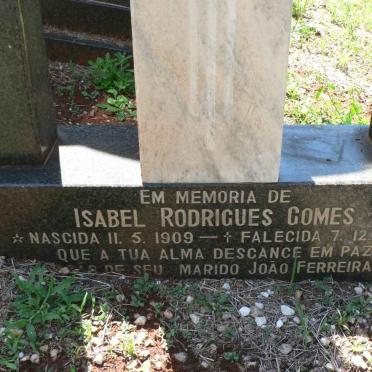 EM MEMORIA DE
ISABEL RODRIGUES GOMES
☆ NASCIDA 11. 5. 1909 — † FALECIDA 7. 12
QUE A TUA ALMA DESCANCE EM PAZ
DE SEU MARIDO JOÃO FERREIRA